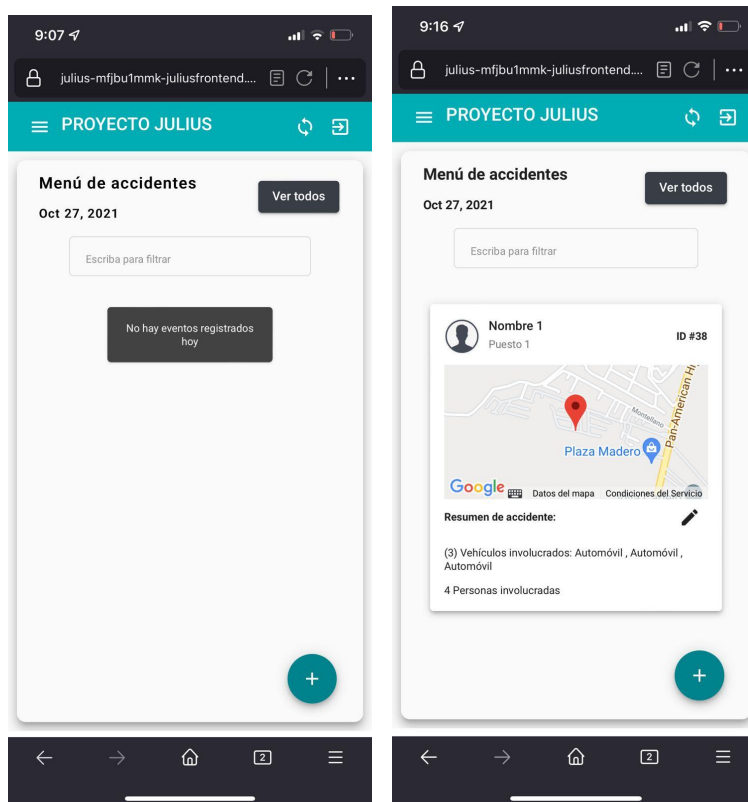 9:07
julius-mfjbu1mmk-juliusfrontend....
PROYECTO JULIUS
Menú de accidentes
Ver todos
Oct 27, 2021
Escriba para filtrar
No hay eventos registrados
hoy
+
2
9:16
julius-mfjbu1mmk-juliusfrontend....
PROYECTO JULIUS
Menú de accidentes
Ver todos
Oct 27, 2021
Escriba para filtrar
Nombre 1
Puesto 1
ID #38
Montellano
Pan-American Hi
Plaza Madero
Google
Datos del mapa
Condiciones del Servicio
Resumen de accidente:
(3) Vehículos involucrados: Automóvil , Automóvil ,
Automóvil
4 Personas involucradas
+
2